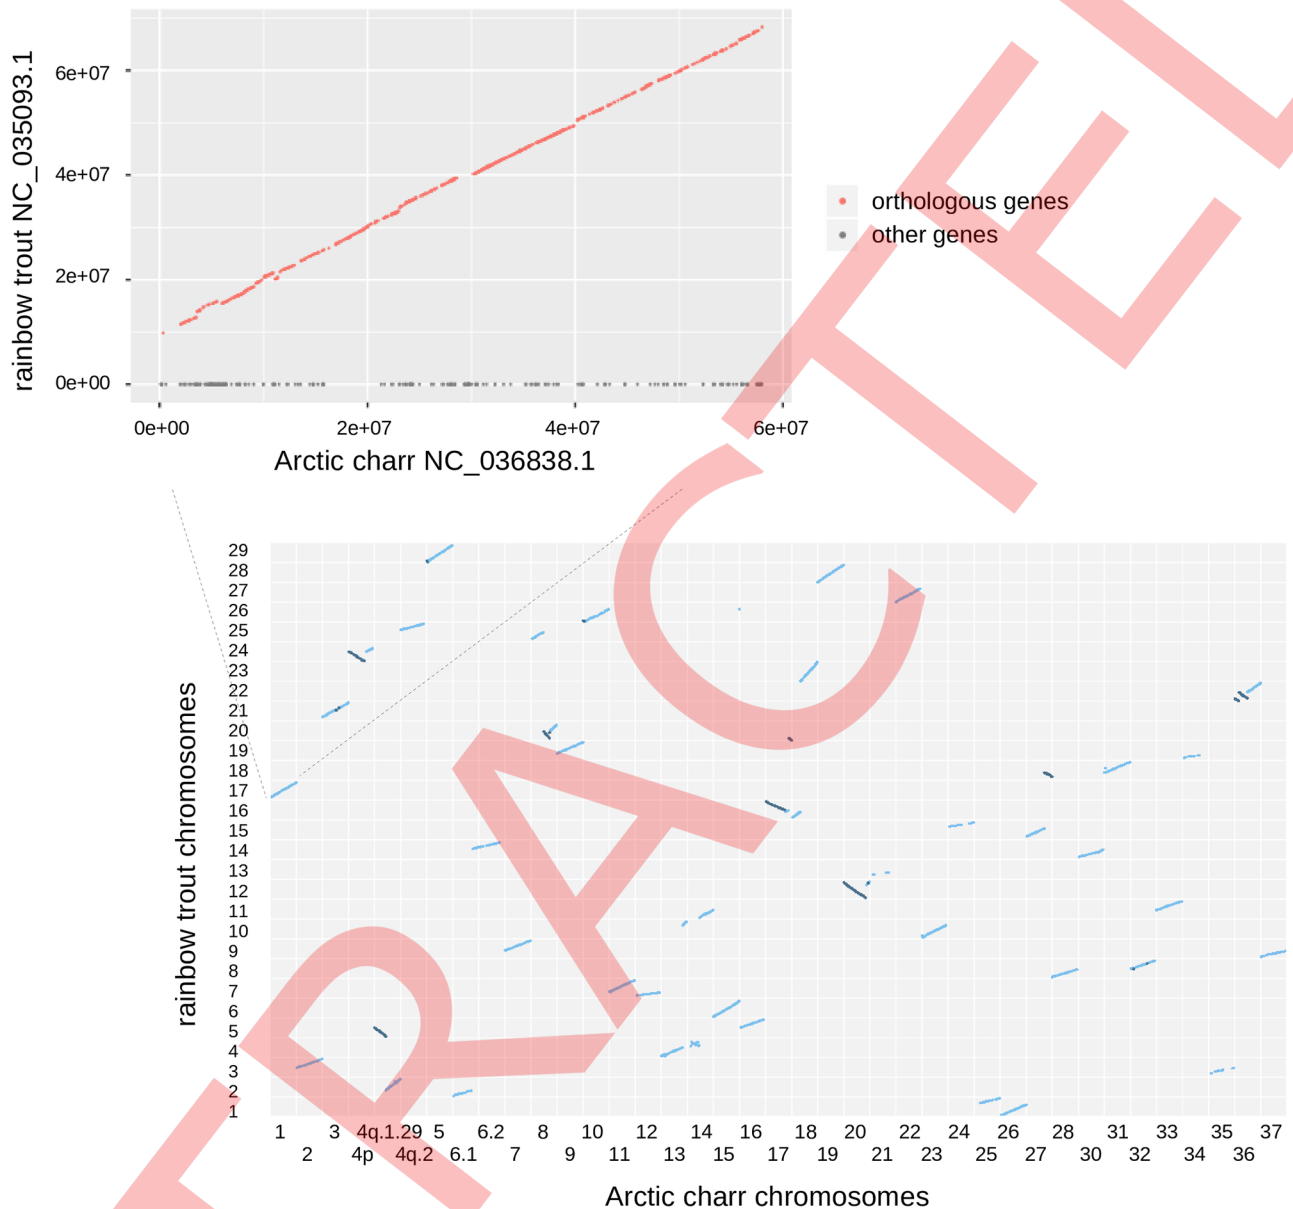 rainbow trout NC_035093.1
6e+07
4e+07
2e+07
0e+00
0e+00 2e+07 4e+07 6e+07
Arctic charr NC_036838.1
orthologous genes
other genes
rainbow trout chromosomes
29
28
27
26
25
24
23
22
21
20
19
18
17
16
15
14
13
12
11
10
9
8
7
6
5
4
3
2
1
1 3 4q.1.29 5 6.2 8 10 12 14 16 18 20 22 24 26 28 31 33 35 37
2 4p 4q.2 6.1 7 9 11 13 15 17 19 21 23 25 27 30 32 34 36
Arctic charr chromosomes
RACTE